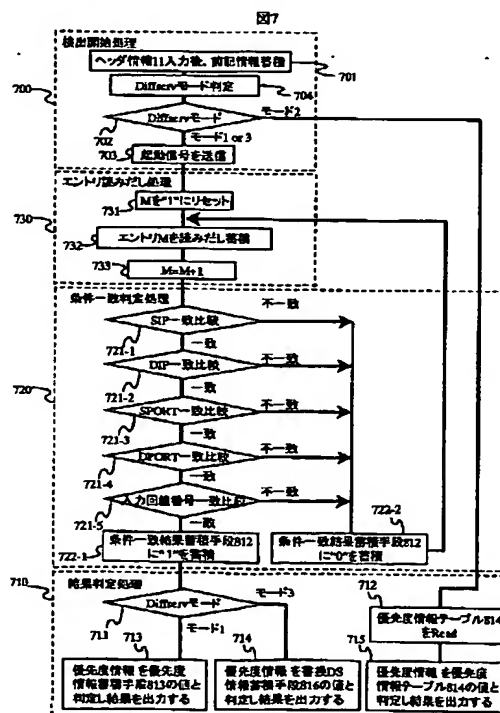 図7
検出開始処理
ヘッダ情報11入力後、前記情報蓄積
701
Diffservモード判定
704
700
Diffservモード
702
モード2
モード1 or 3
703
起動信号を送信
エントリ読みだし処理
730
731
Mを"1"にリセット
732
エントリMを読みだし蓄積
733
M=M+1
条件一致判定処理
720
SIP一致比較
不一致
721-1
一致
DIP一致比較
不一致
721-2
一致
SPORT一致比較
不一致
721-3
一致
DPORT一致比較
不一致
721-4
一致
入力回線番号一致比較
不一致
721-5
一致
722-2
722-1
条件一致結果蓄積手段812
に"1"を蓄積
条件一致結果蓄積手段812
に"0"を蓄積
結果判定処理
710
Diffservモード
モード3
711
モード1
712
優先度情報テーブル814
をRead
713
714
715
優先度情報を優先度
情報蓄積手段813の値と
判定し結果を出力する
優先度情報を書換DS
情報蓄積手段816の値と
判定し結果を出力する
優先度情報を優先度
情報テーブル814の値と
判定し結果を出力する